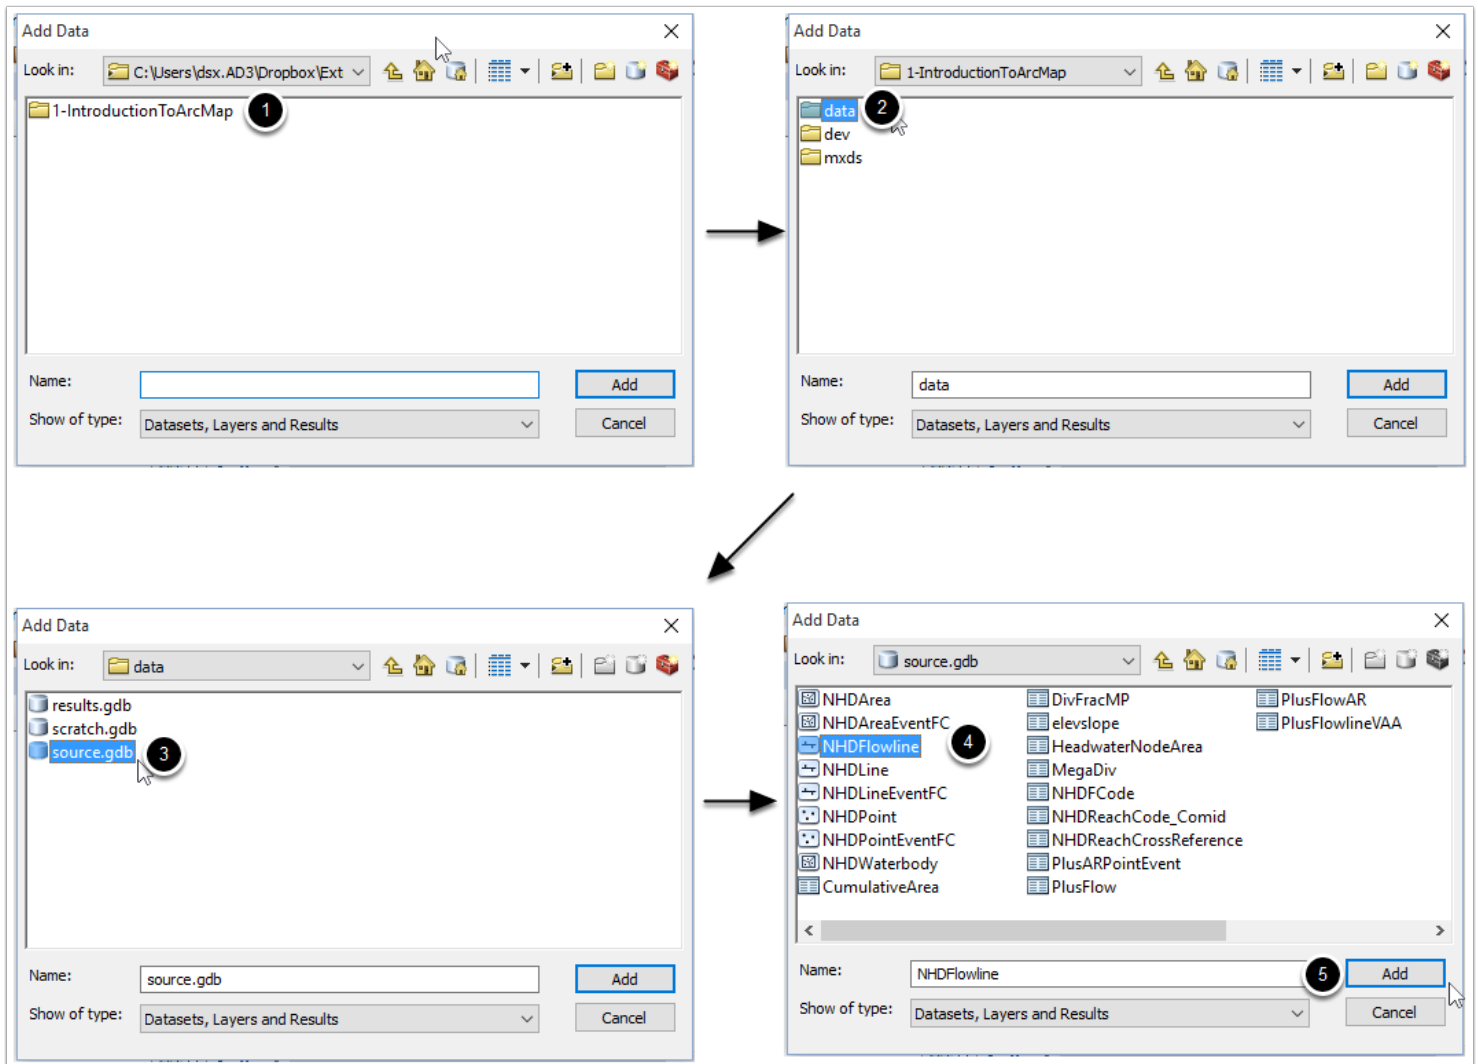 Add Data
Look in:
C:\Users\dsx.AD3\Dropbox\Ext
1-IntroductionToArcMap
1
Name:
Add
Show of type:
Datasets, Layers and Results
Cancel
Add Data
Look in:
1-IntroductionToArcMap
data
2
dev
mxds
Name:
data
Add
Show of type:
Datasets, Layers and Results
Cancel
Add Data
Look in:
data
results.gdb
scratch.gdb
source.gdb
3
Name:
source.gdb
Add
Show of type:
Datasets, Layers and Results
Cancel
Add Data
Look in:
source.gdb
NHDArea
NHDAreaEventFC
NHDFlowline
4
NHDLine
NHDLineEventFC
NHDPoint
NHDPointEventFC
NHDWaterbody
CumulativeArea
DivFracMP
elevslope
HeadwaterNodeArea
MegaDiv
NHDFCode
NHDReachCode_Comid
NHDReachCrossReference
PlusARPointEvent
PlusFlow
PlusFlowAR
PlusFlowlineVAA
Name:
NHDFlowline
5
Add
Show of type:
Datasets, Layers and Results
Cancel